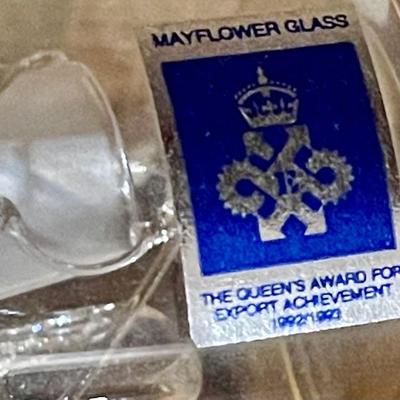 MAYFLOWER GLASS
THE QUEEN'S AWARD FOR
EXPORT ACHIEVEMENT
1992/1993